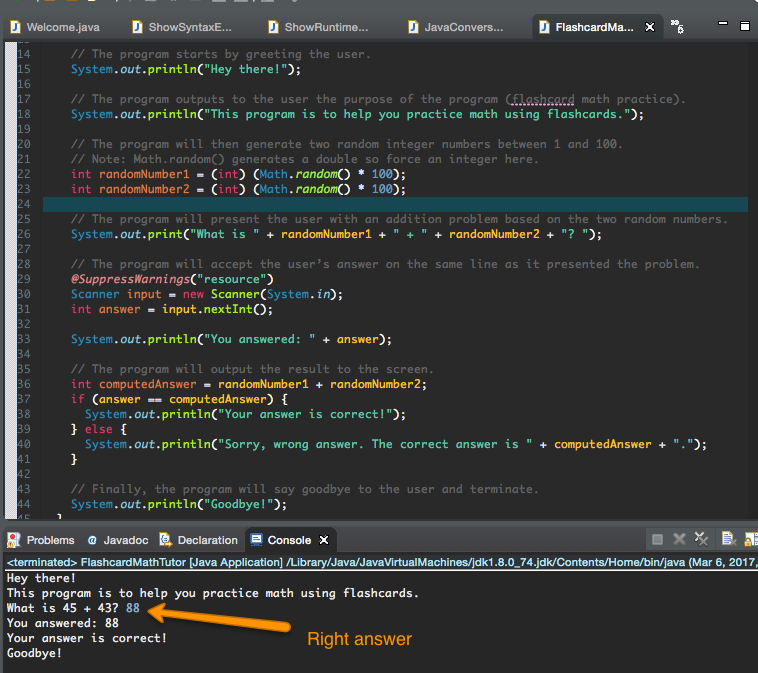 Welcome.java ShowSyntaxE... ShowRuntime... JavaConvers... FlashcardMa... 30 5
14 // The program starts by greeting the user.
15 System.out.println("Hey there!");
16
17 // The program outputs to the user the purpose of the program (flashcard math practice).
18 System.out.println("This program is to help you practice math using flashcards.");
19
20 // The program will then generate two random integer numbers between 1 and 100.
21 // Note: Math.random() generates a double so force an integer here.
22 int randomNumber1 = (int) (Math.random() * 100);
23 int randomNumber2 = (int) (Math.random() * 100);
24
25 // The program will present the user with an addition problem based on the two random numbers.
26 System.out.print("What is " + randomNumber1 + " + " + randomNumber2 + "? ");
27
28 // The program will accept the user's answer on the same line as it presented the problem.
29 @SuppressWarnings("resource")
30 Scanner input = new Scanner(System.in);
31 int answer = input.nextInt();
32
33 System.out.println("You answered: " + answer);
34
35 // The program will output the result to the screen.
36 int computedAnswer = randomNumber1 + randomNumber2;
37 if (answer == computedAnswer) {
38 System.out.println("Your answer is correct!");
39 } else {
40 System.out.println("Sorry, wrong answer. The correct answer is " + computedAnswer + ".");
41 }
42
43 // Finally, the program will say goodbye to the user and terminate.
44 System.out.println("Goodbye!");
Problems @ Javadoc Declaration Console
<terminated> FlashcardMathTutor [Java Application] /Library/Java/JavaVirtualMachines/jdk1.8.0_74.jdk/Contents/Home/bin/java (Mar 6, 2017,
Hey there!
This program is to help you practice math using flashcards.
What is 45 + 43? 88
You answered: 88
Your answer is correct!
Goodbye!
Right answer